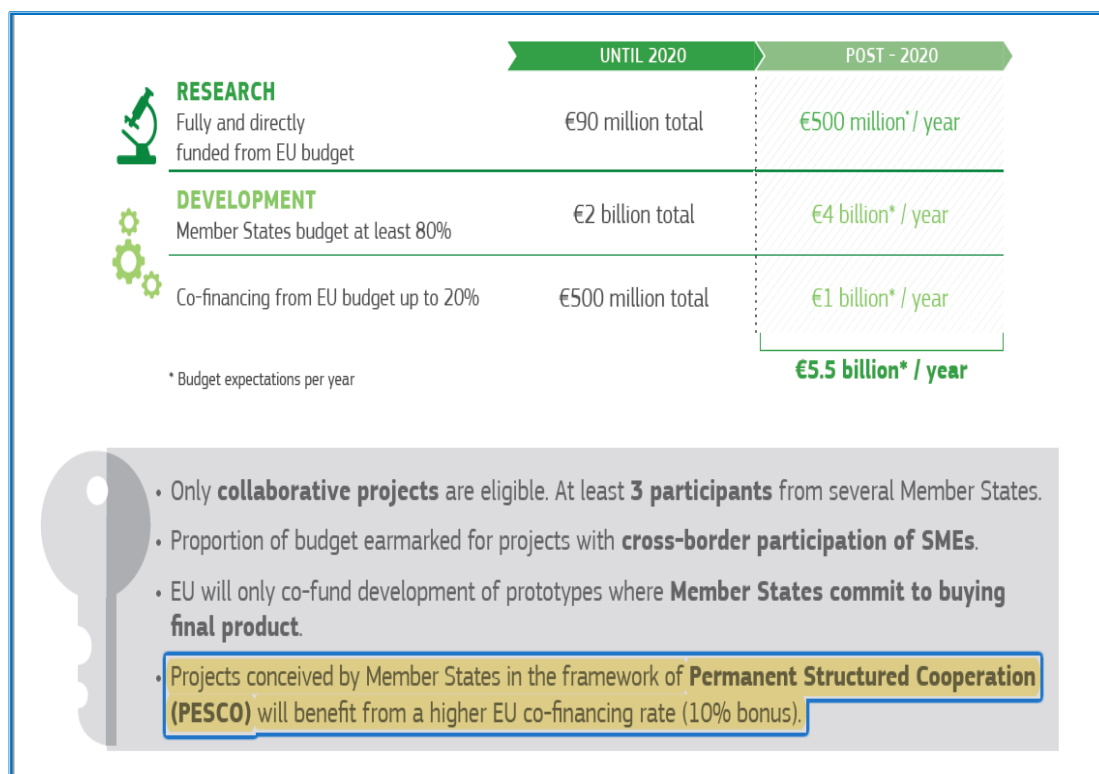 UNTIL 2020 POST - 2020
RESEARCH
Fully and directly
funded from EU budget
€90 million total €500 million* / year
DEVELOPMENT
Member States budget at least 80%
€2 billion total €4 billion* / year
Co-financing from EU budget up to 20% €500 million total €1 billion* / year
* Budget expectations per year
€5.5 billion* / year
• Only collaborative projects are eligible. At least 3 participants from several Member States.
• Proportion of budget earmarked for projects with cross-border participation of SMEs.
• EU will only co-fund development of prototypes where Member States commit to buying
final product.
• Projects conceived by Member States in the framework of Permanent Structured Cooperation
(PESCO) will benefit from a higher EU co-financing rate (10% bonus).